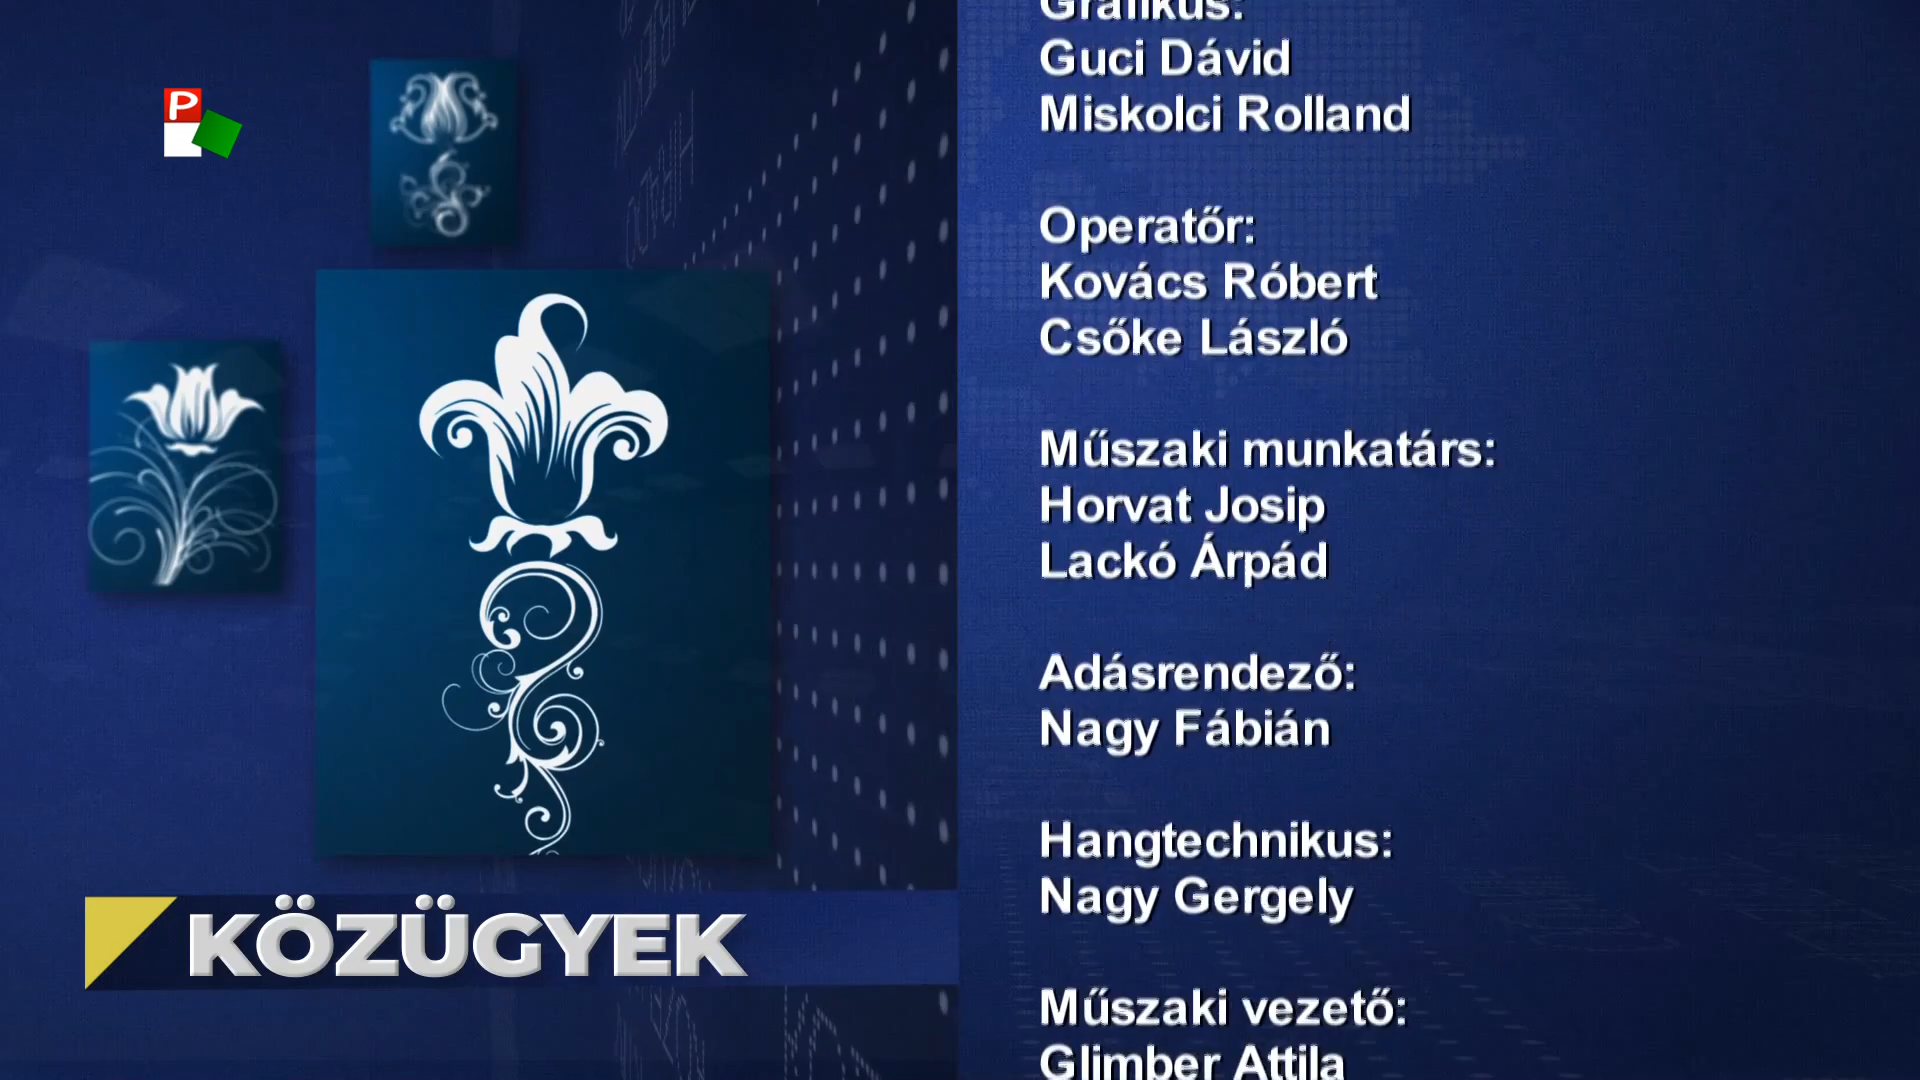 P
Grafikus:
Guci Dávid
Miskolci Rolland
Operatőr:
Kovács Róbert
Csőke László
Műszaki munkatárs:
Horvat Josip
Lackó Árpád
Adásrendező:
Nagy Fábián
Hangtechnikus:
Nagy Gergely
Műszaki vezető:
Glimber Attila
KÖZÜGYEK